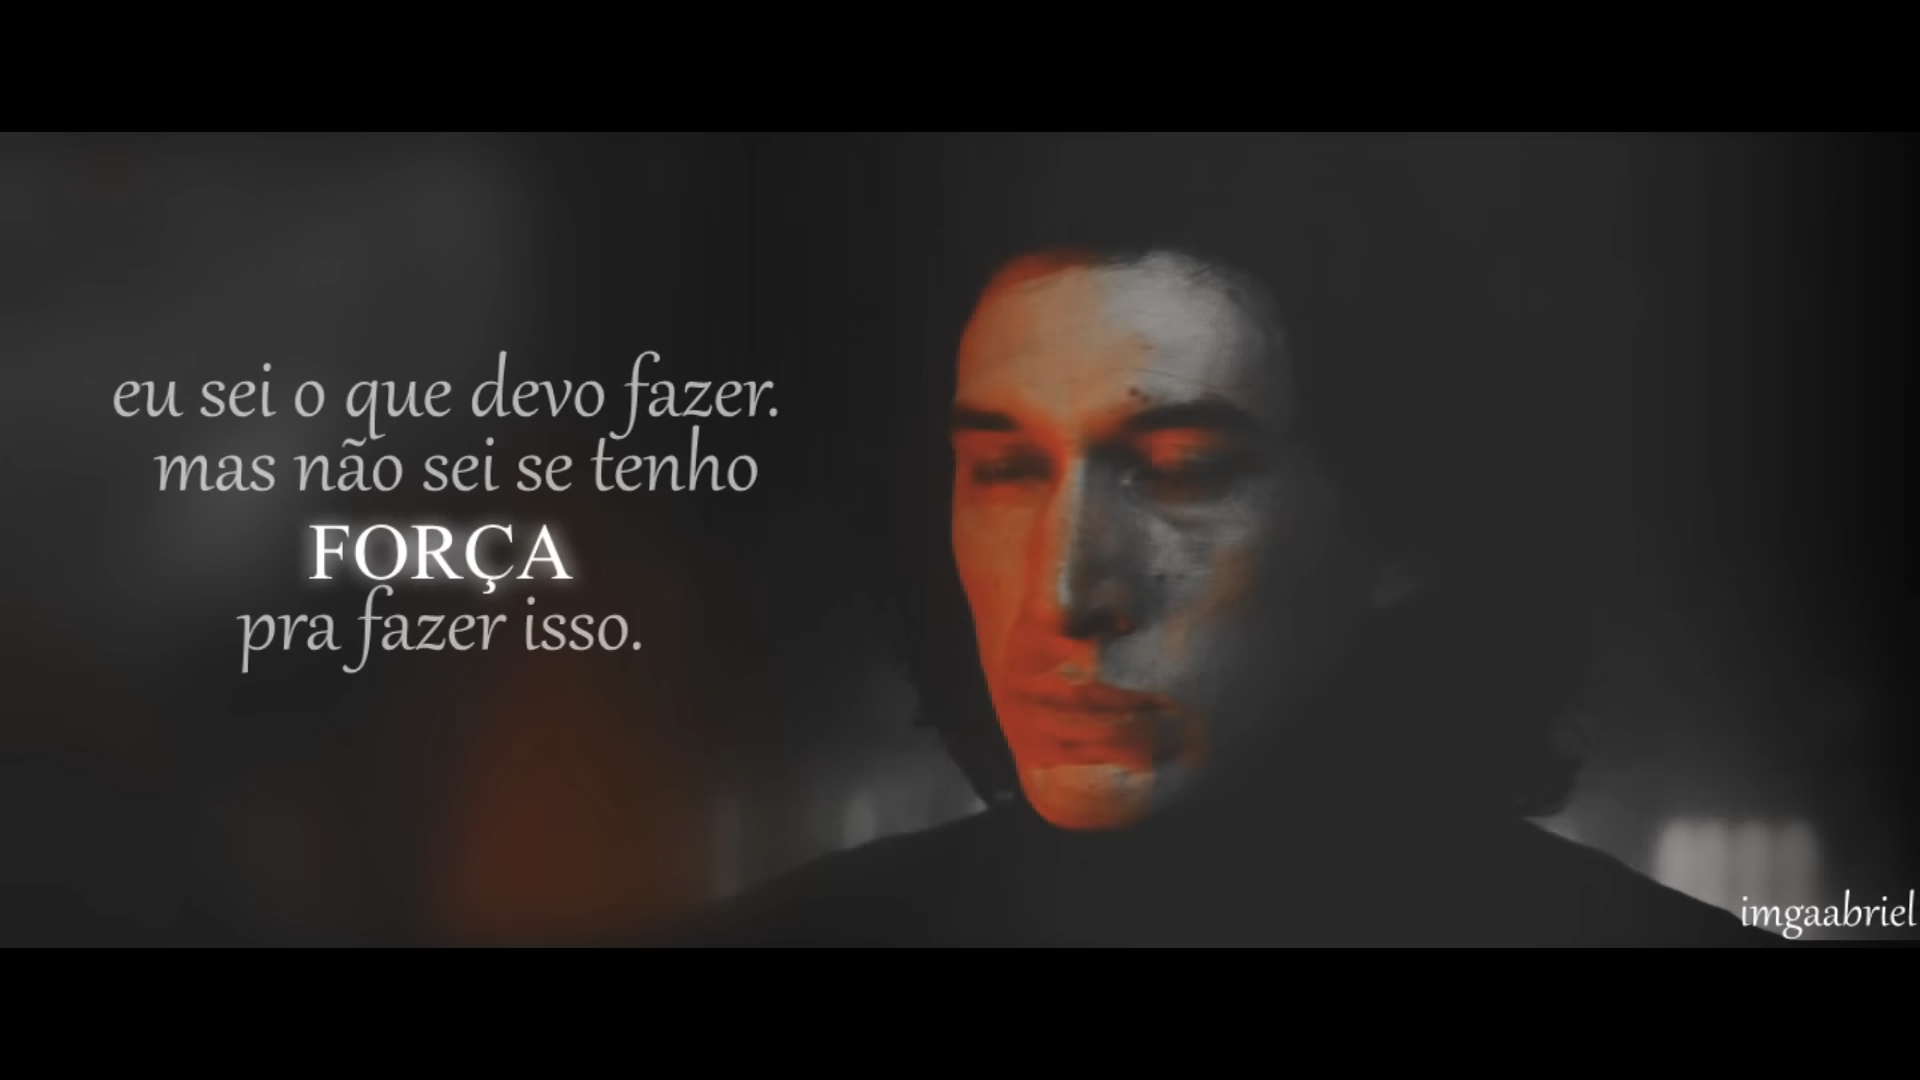 eu sei o que devo fazer.
mas não sei se tenho
FORÇA
pra fazer isso.
imgaabriel